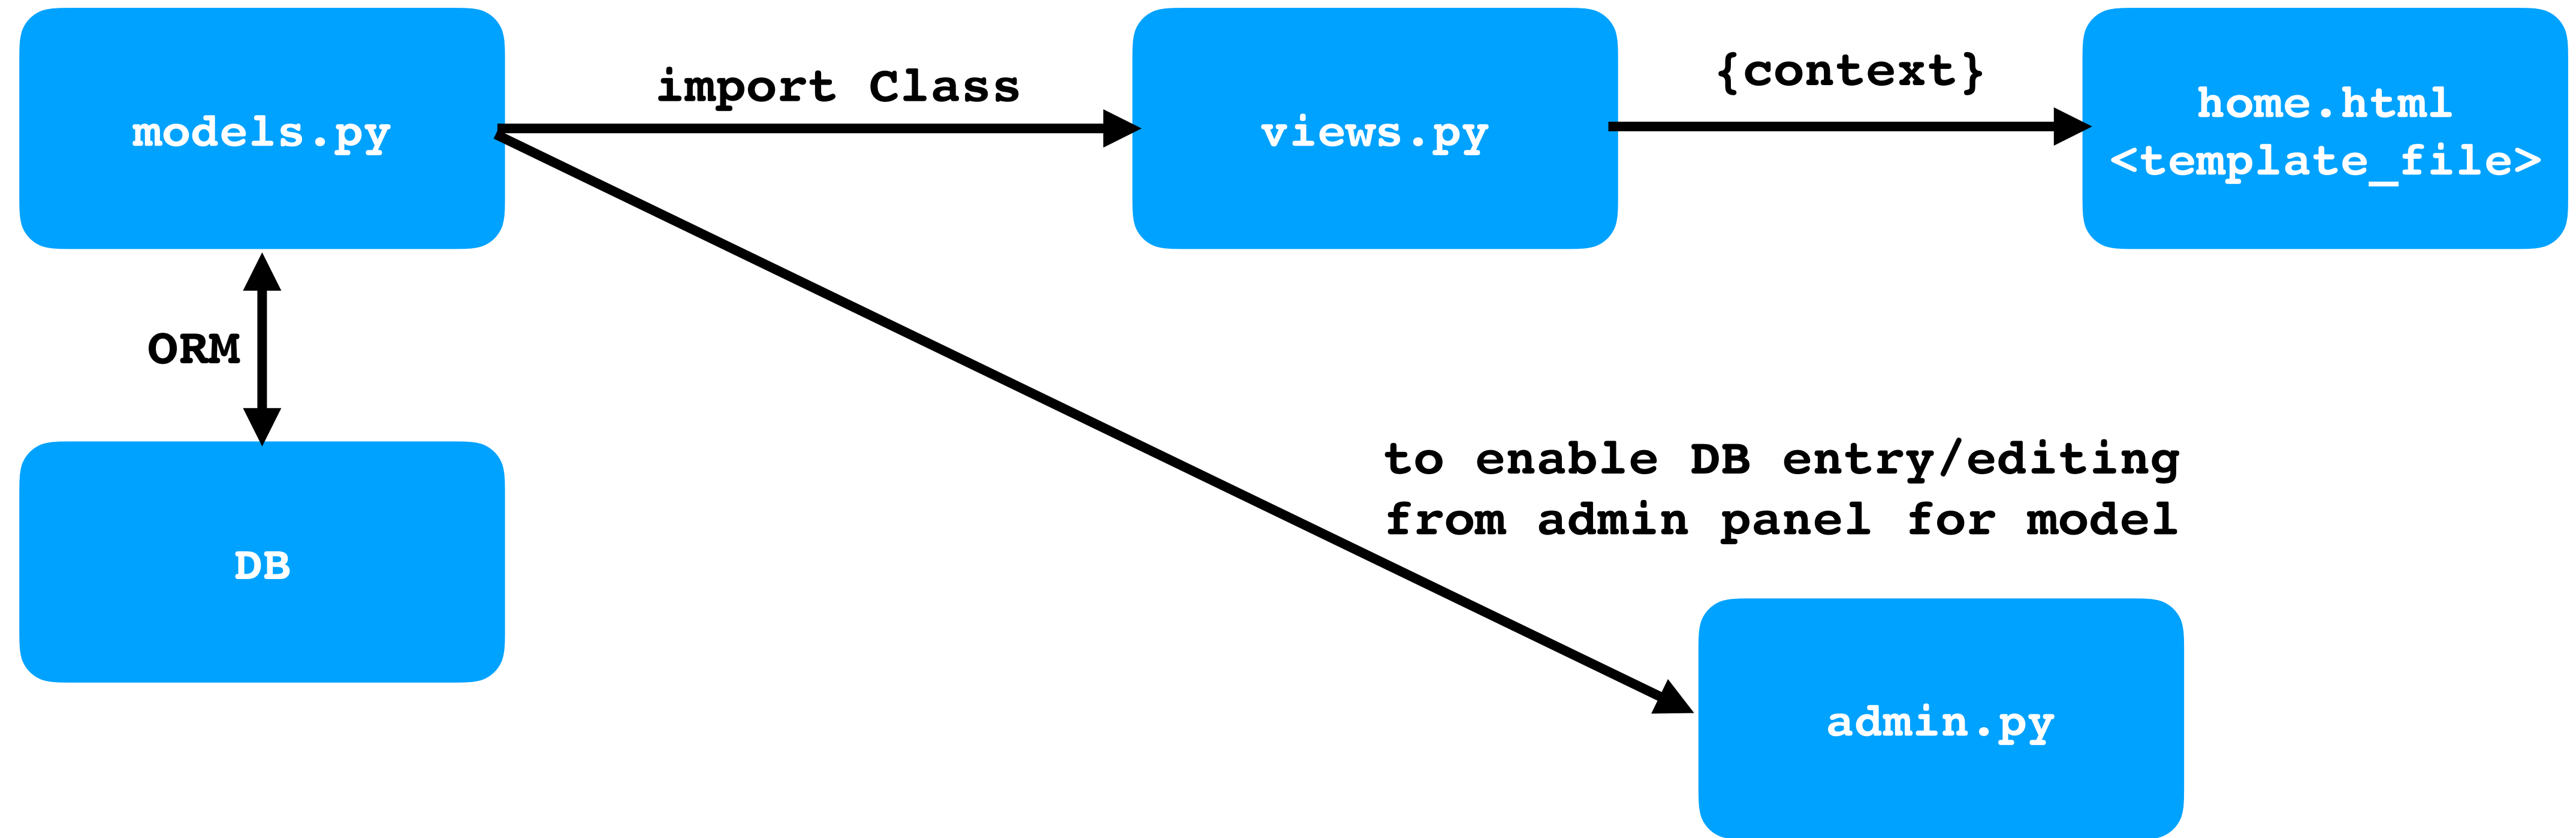 models.py
import Class
views.py
{context}
home.html
<template_file>
ORM
DB
to enable DB entry/editing
from admin panel for model
admin.py